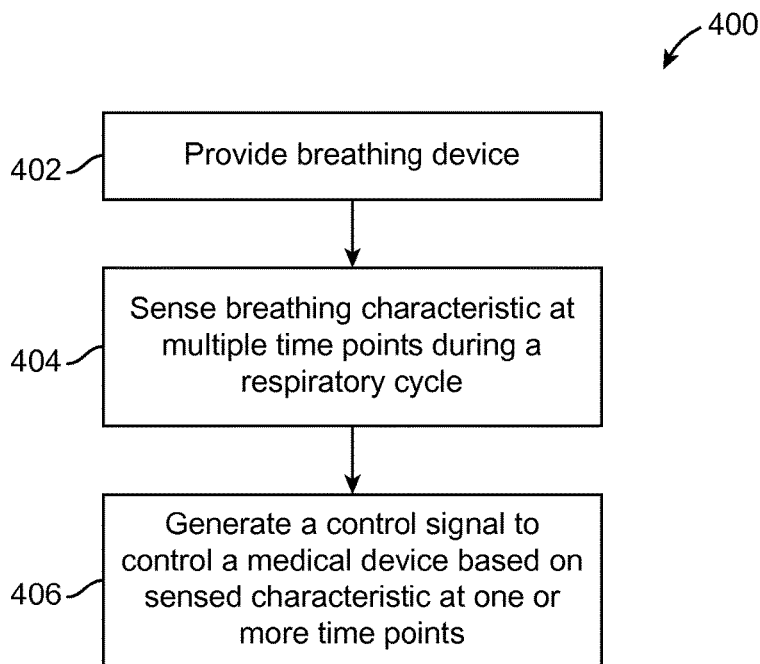 400
402
Provide breathing device
404
Sense breathing characteristic at
multiple time points during a
respiratory cycle
406
Generate a control signal to
control a medical device based on
sensed characteristic at one or
more time points